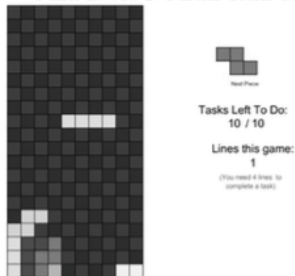 Next Piece
Tasks Left To Do:
10 / 10
Lines this game:
1
(You need 4 lines to
complete a task)